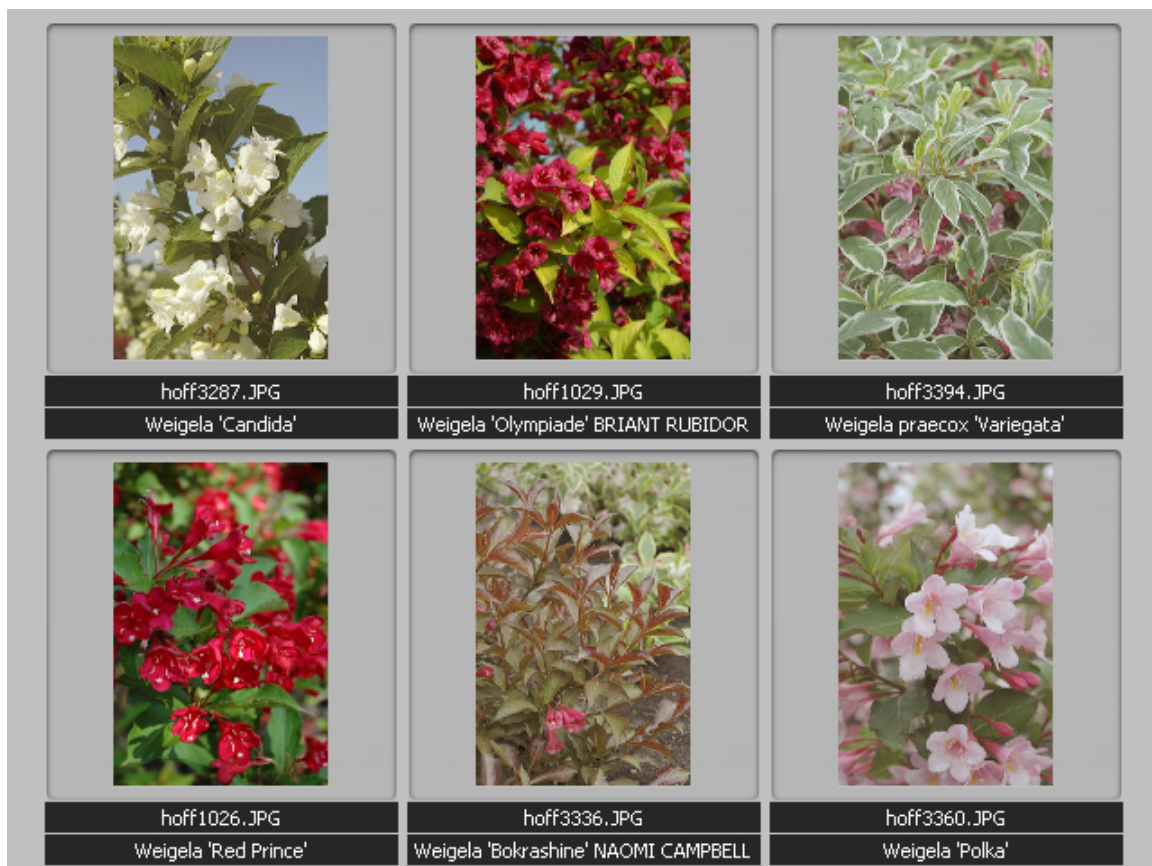 hoff3287.JPG
Weigela 'Candida'
hoff1029.JPG
Weigela 'Olympiade' BRIANT RUBIDOR
hoff3394.JPG
Weigela praecox 'Variegata'
hoff1026.JPG
Weigela 'Red Prince'
hoff3336.JPG
Weigela 'Bokrashine' NAOMI CAMPBELL
hoff3360.JPG
Weigela 'Polka'